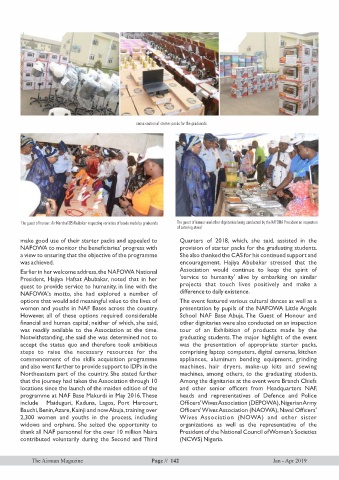 cross-section of starter packs for the graduands
The guest of honour, Air Marshal SB Abubakar inspecting varieties of foods made by graduands
The guest of honour and other dignitaries being conducted by the NAFOWA President on inspection
of catering stand
make good use of their starter packs and appealed to
NAFOWA to monitor the beneficiaries' progress with
a view to ensuring that the objective of the programme
was achieved.
Earlier in her welcome address, the NAFOWA National
President, Hajiya Hafsat Abubakar, noted that in her
quest to provide service to humanity, in line with the
NAFOWA's motto, she had explored a number of
options that would add meaningful value to the lives of
women and youths in NAF Bases across the country.
However, all of these options required considerable
financial and human capital; neither of which, she said,
was readily available to the Association at the time.
Notwithstanding, she said she was determined not to
accept the status quo and therefore took ambitious
steps to raise the necessary resources for the
commencement of the skills acquisition programme
and also went further to provide support to IDPs in the
Northeastern part of the country. She stated further
that the journey had taken the Association through 10
locations since the launch of the maiden edition of the
programme at NAF Base Makurdi in May 2016. These
include Maiduguri, Kaduna, Lagos, Port Harcourt,
Bauchi, Benin, Azare, Kainji and now Abuja, training over
2,300 women and youths in the process, including
widows and orphans. She seized the opportunity to
thank all NAF personnel for the over 10 million Naira
contributed voluntarily during the Second and Third
Quarters of 2018, which, she said, assisted in the
provision of starter packs for the graduating students.
She also thanked the CAS for his continued support and
encouragement. Hajiya Abubakar stressed that the
Association would continue to keep the spirit of
'service to humanity' alive by embarking on similar
projects that touch lives positively and make a
difference to daily existence.
The event featured various cultural dances as well as a
presentation by pupils of the NAFOWA Little Angels
School NAF Base Abuja. The Guest of Honour and
other dignitaries were also conducted on an inspection
tour of an Exhibition of products made by the
graduating students. The major highlight of the event
was the presentation of appropriate starter packs,
comprising laptop computers, digital cameras, kitchen
appliances, aluminum bending equipment, grinding
machines, hair dryers, make-up kits and sewing
machines, among others, to the graduating students.
Among the dignitaries at the event were Branch Chiefs
and other senior officers from Headquarters NAF,
heads and representatives of Defence and Police
Officers' Wives Association (DEPOWA), Nigerian Army
Officers' Wives Association (NAOWA), Naval Officers'
Wives Association (NOWA) and other sister
organizations as well as the representative of the
President of the National Council of Women's Societies
(NCWS) Nigeria.
The Airman Magazine
Page // 142
Jan - Apr 2019